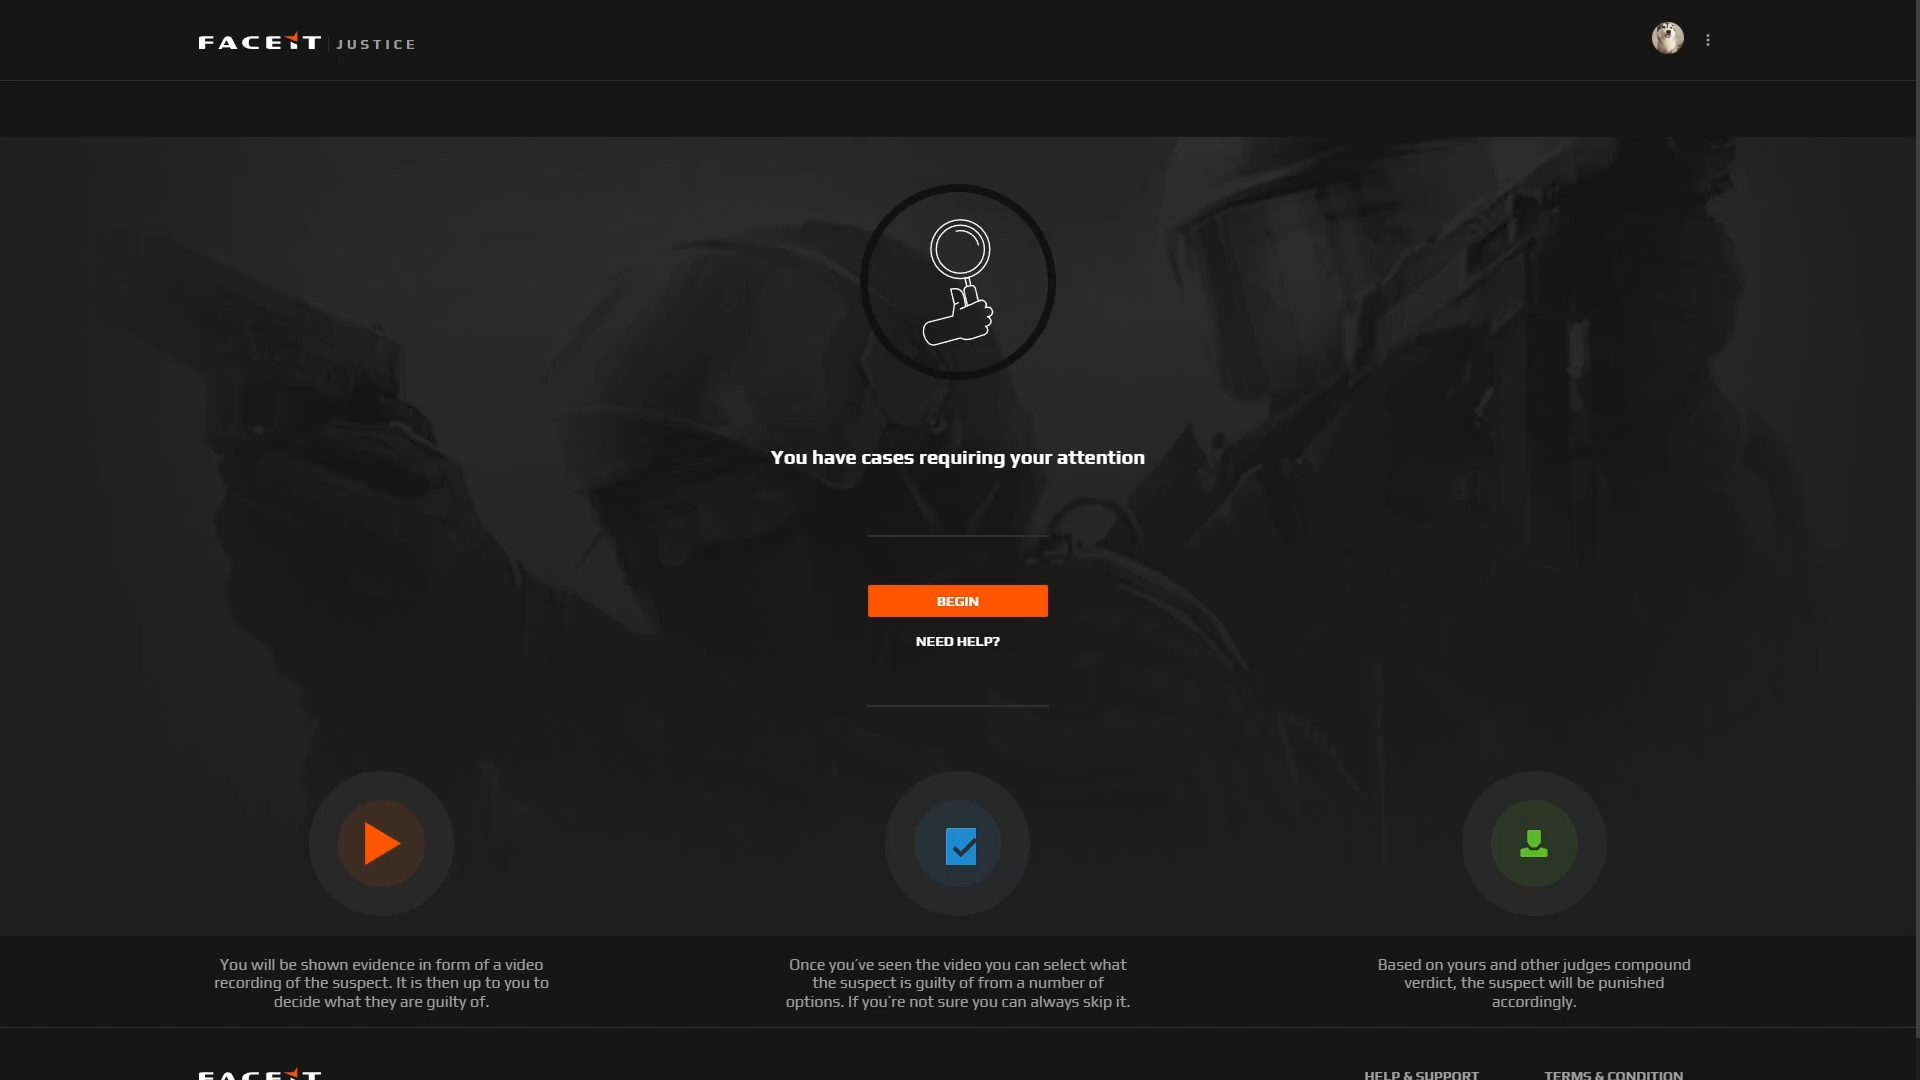 FACEIT JUSTICE
You have cases requiring your attention
BEGIN
NEED HELP?
You will be shown evidence in form of a video
recording of the suspect. It is then up to you to
decide what they are guilty of.
Once you've seen the video you can select what
the suspect is guilty of from a number of
options. If you're not sure you can always skip it.
Based on yours and other judges compound
verdict, the suspect will be punished
accordingly.
FACEIT
HELP & SUPPORT
TERMS & CONDITION